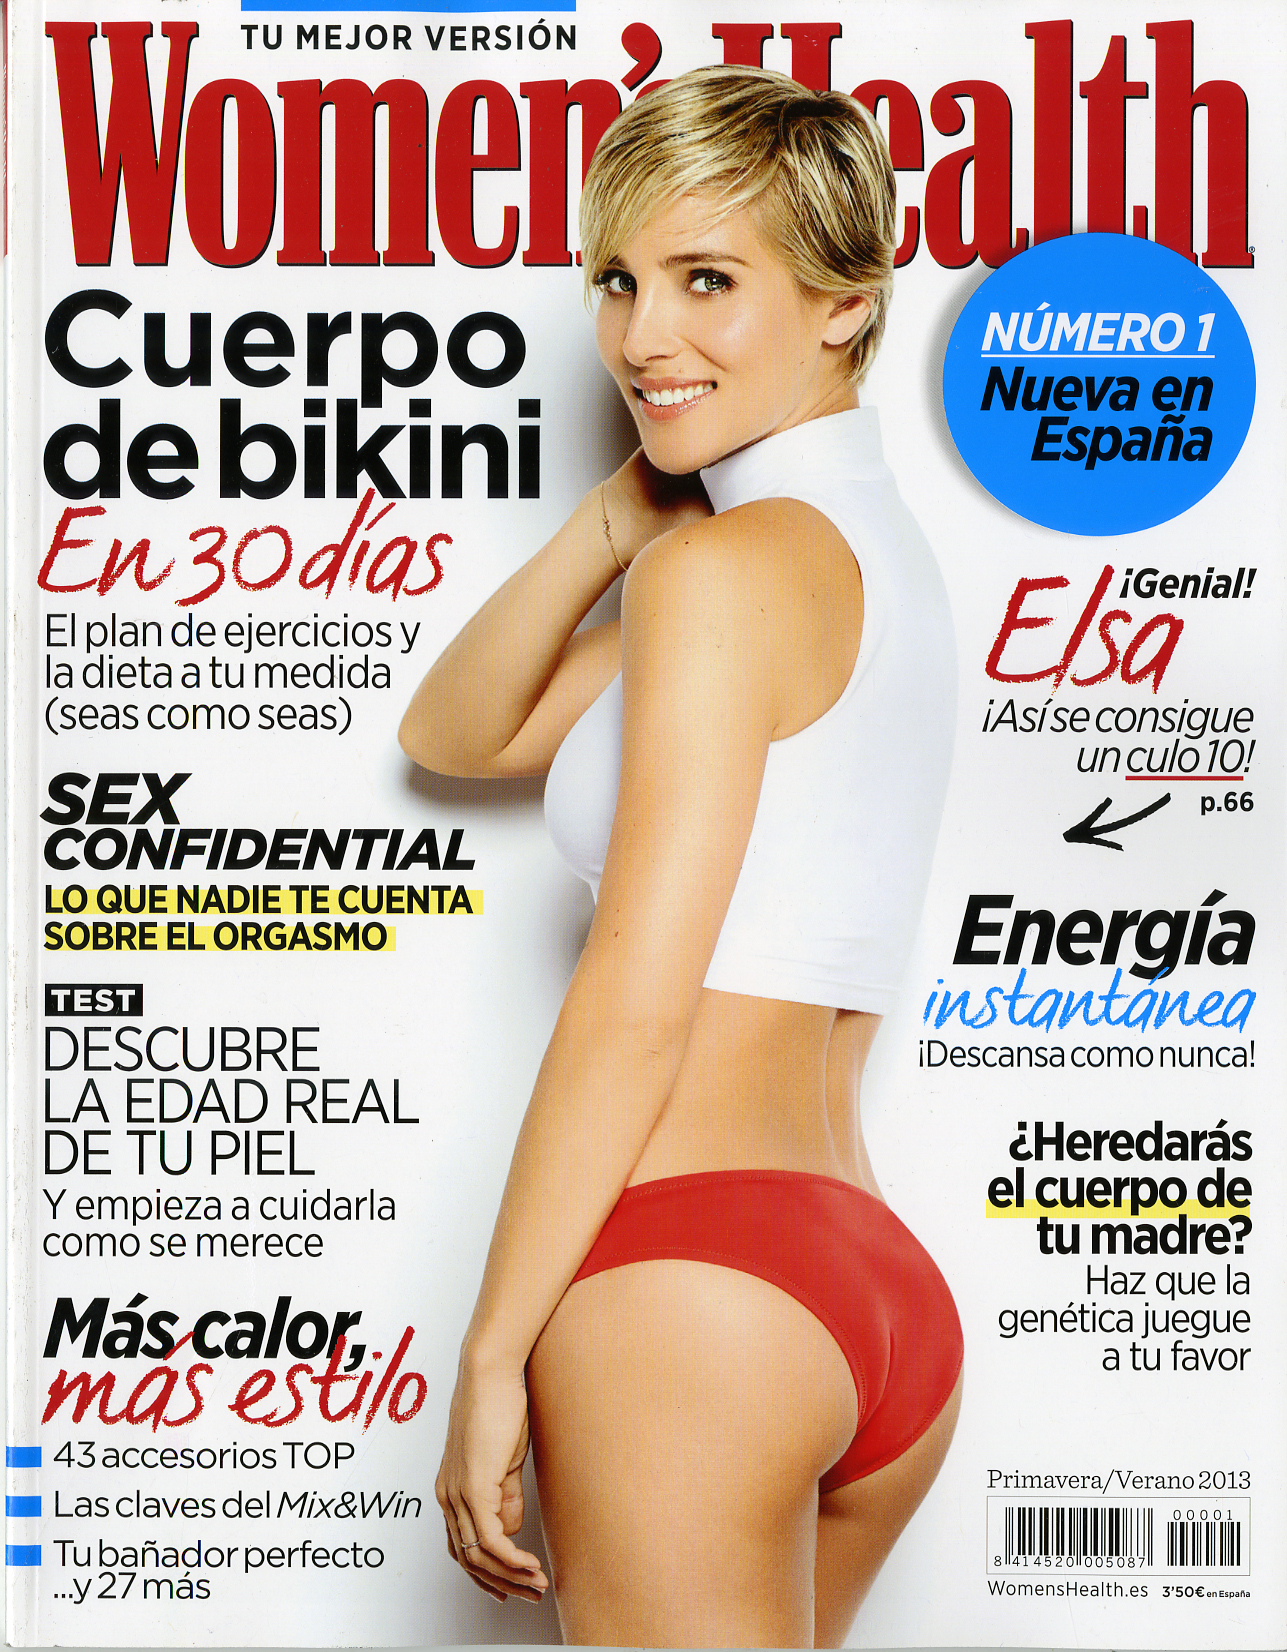 TU MEJOR VERSIÓN
Women's Health
Cuerpo
de bikini
En 30 días
El plan de ejercicios y
la dieta a tu medida
(seas como seas)
SEX
CONFIDENTIAL
LO QUE NADIE TE CUENTA
SOBRE EL ORGASMO
TEST
DESCUBRE
LA EDAD REAL
DE TU PIEL
Y empieza a cuidarla
como se merece
Más calor,
más estilo
43 accesorios TOP
Las claves del Mix&Win
Tu bañador perfecto
...y 27 más
NÚMERO 1
Nueva en
España
¡Genial!
Elsa
¡Así se consigue
un culo 10!
p.66
Energía
instantánea
¡Descansa como nunca!
¿Heredarás
el cuerpo de
tu madre?
Haz que la
genética juegue
a tu favor
Primavera/Verano 2013
00001
8 414520 005087
WomensHealth.es 3'50€ en España